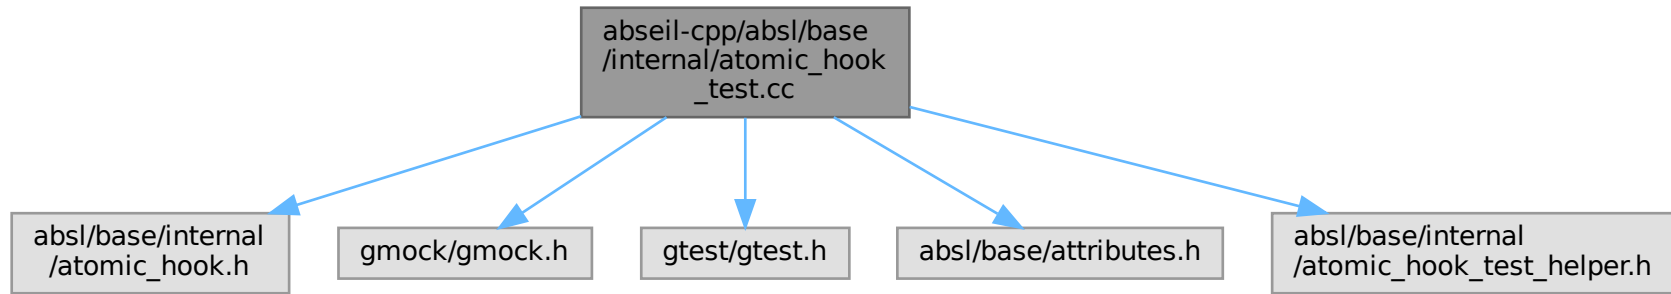 abseil-cpp/absl/base
/internal/atomic_hook
_test.cc
absl/base/internal
/atomic_hook.h
gmock/gmock.h
gtest/gtest.h
absl/base/attributes.h
absl/base/internal
/atomic_hook_test_helper.h